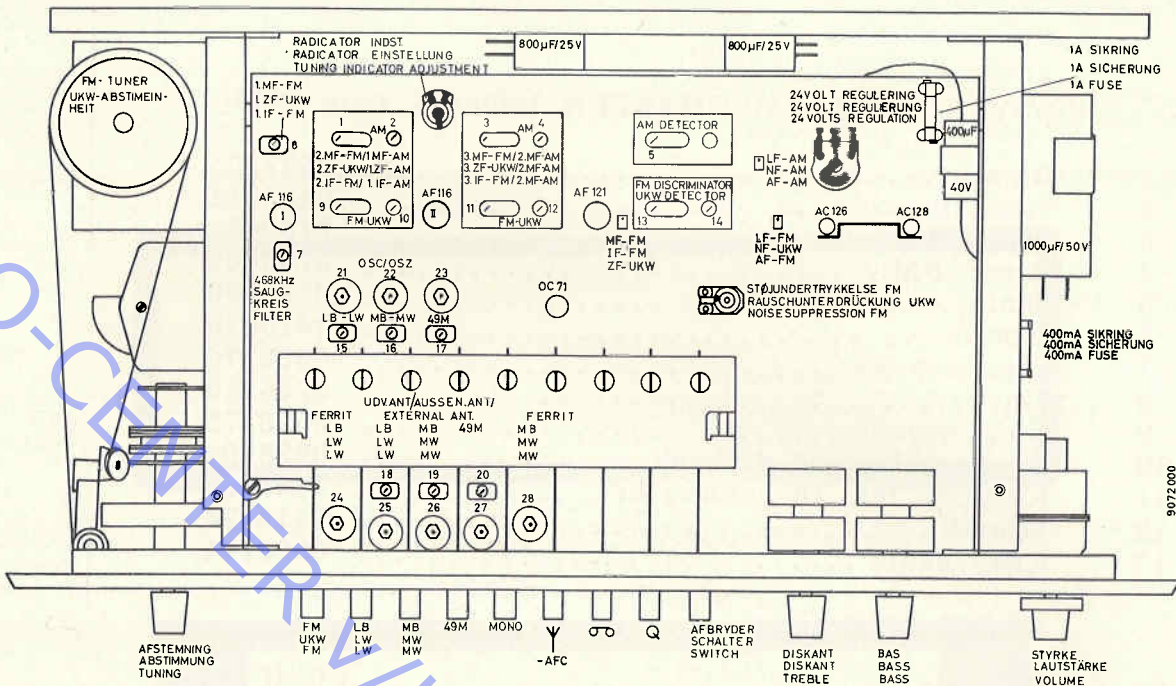 RADICATOR INDST.
RADICATOR EINSTELLUNG
TUNING INDICATOR ADJUSTMENT
800µF/25V
800µF/25V
1A SIKRING
1A SICHERUNG
1A FUSE
FM-TUNER
UKW-ABSTIMEIN-
HEIT
1.MF-FM
1.ZF-UKW
1.IF-FM
6
1 AM 2
2.MF-FM/1MF-AM
2.ZF-UKW/1.ZF-AM
2.IF-FM/1.IF-AM
9 10
FM-UKW
3 AM 4
3.MF-FM/2.MF-AM
3.ZF-UKW/2.MF-AM
3.IF-FM/2.MF-AM
11 12
FM-UKW
AM DETECTOR
5
FM DISCRIMINATOR
UKW DETECTOR
13 14
24VOLT REGULERING
24VOLT REGULIERUNG
24VOLTS REGULATION
400µF
40V
LF-AM
NF-AM
AF-AM
AF 116
I
AF116
II
AF 121
MF-FM
IF-FM
ZF-UKW
LF-FM
NF-UKW
AF-FM
AC126
AC128
1000µF/50V
7
468KHz
SAUG-
KREIS
FILTER
OSC/OSZ
21 22 23
LB-LW MB-MW 49M
15 16 17
OC 71
STØJUNDERTRYKKELSE FM
RAUSCHUNTERDRÜCKUNG UKW
NOISESUPPRESSION FM
400mA SIKRING
400mA SICHERUNG
400mA FUSE
UDV.ANT/AUSSEN.ANT/
EXTERNAL ANT.
FERRIT
LB
LW
LW
LB
LW
LW
MB
MW
MW
49M
FERRIT
MB
MW
MW
18 19 20
24 25 26 27 28
9072000
AFSTEMNING
ABSTIMMUNG
TUNING
FM
UKW
FM
LB
LW
LW
MB
MW
MW
49M
MONO
-AFC
AFBRYDER
SCHALTER
SWITCH
DISKANT
DISKANT
TREBLE
BAS
BASS
BASS
STYRKE
LAUTSTÄRKE
VOLUME